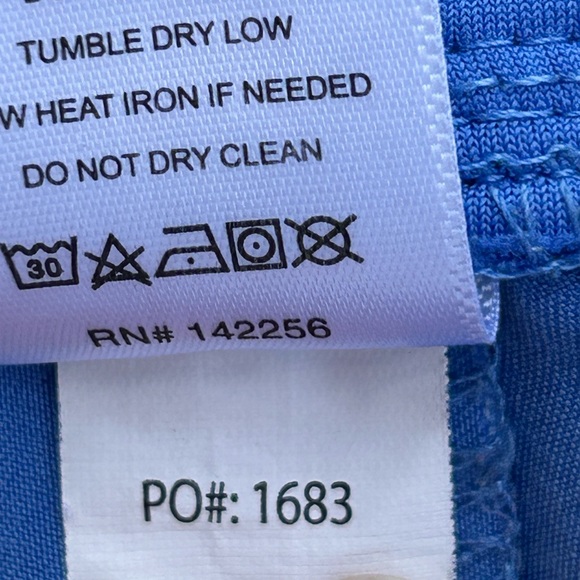 TUMBLE DRY LOW
HEAT IRON IF NEEDED
DO NOT DRY CLEAN
30
RN# 142256
PO#: 1683